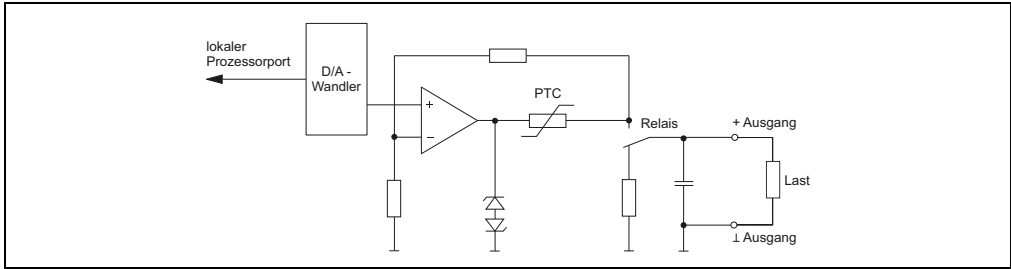 lokaler
Prozessorport
D/A -
Wandler
+
−
PTC
Relais
+ Ausgang
Last
⊥ Ausgang